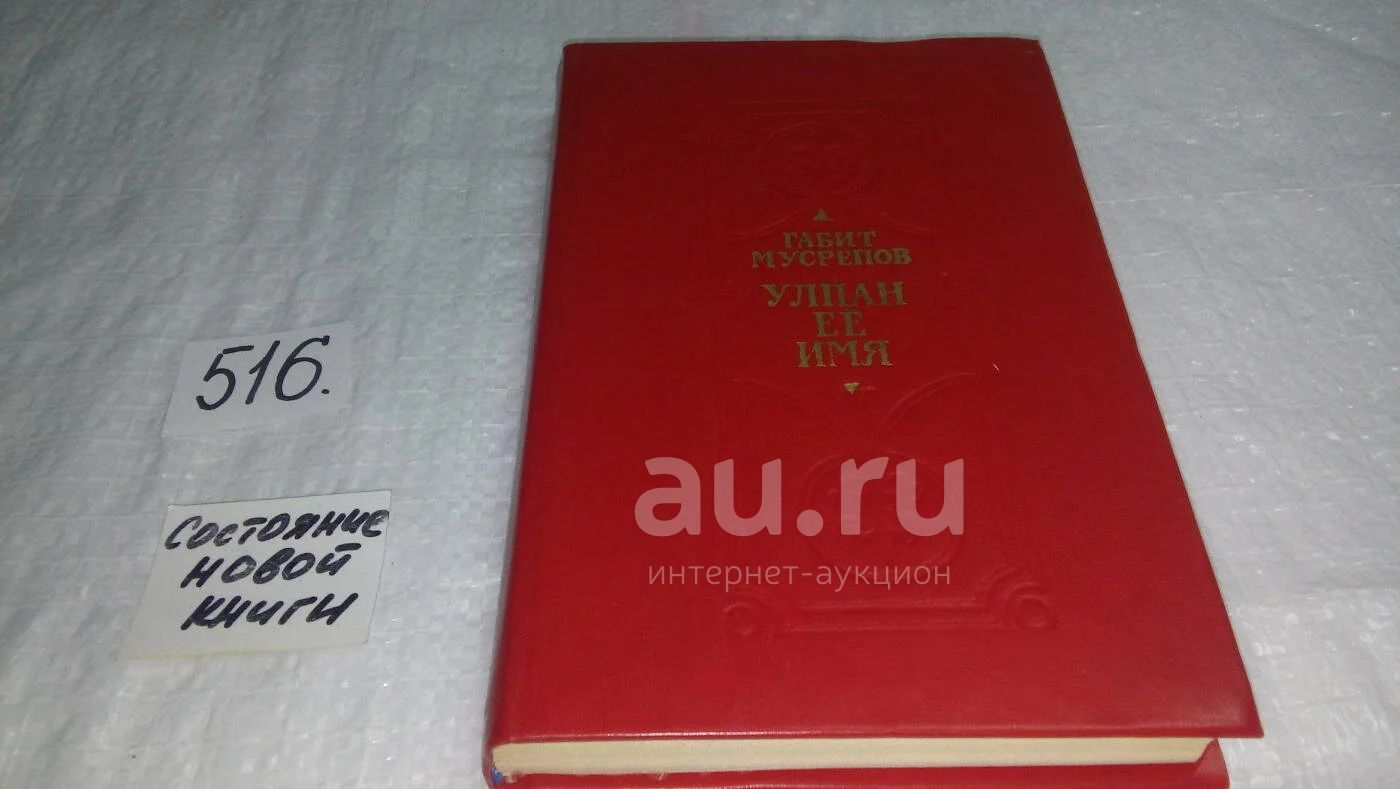 ГАБИТ
МУСРЕПОВ
УЛПАН
ЕЁ
ИМЯ
516.
Состояние
новой
книги
au.ru
интернет-аукцион